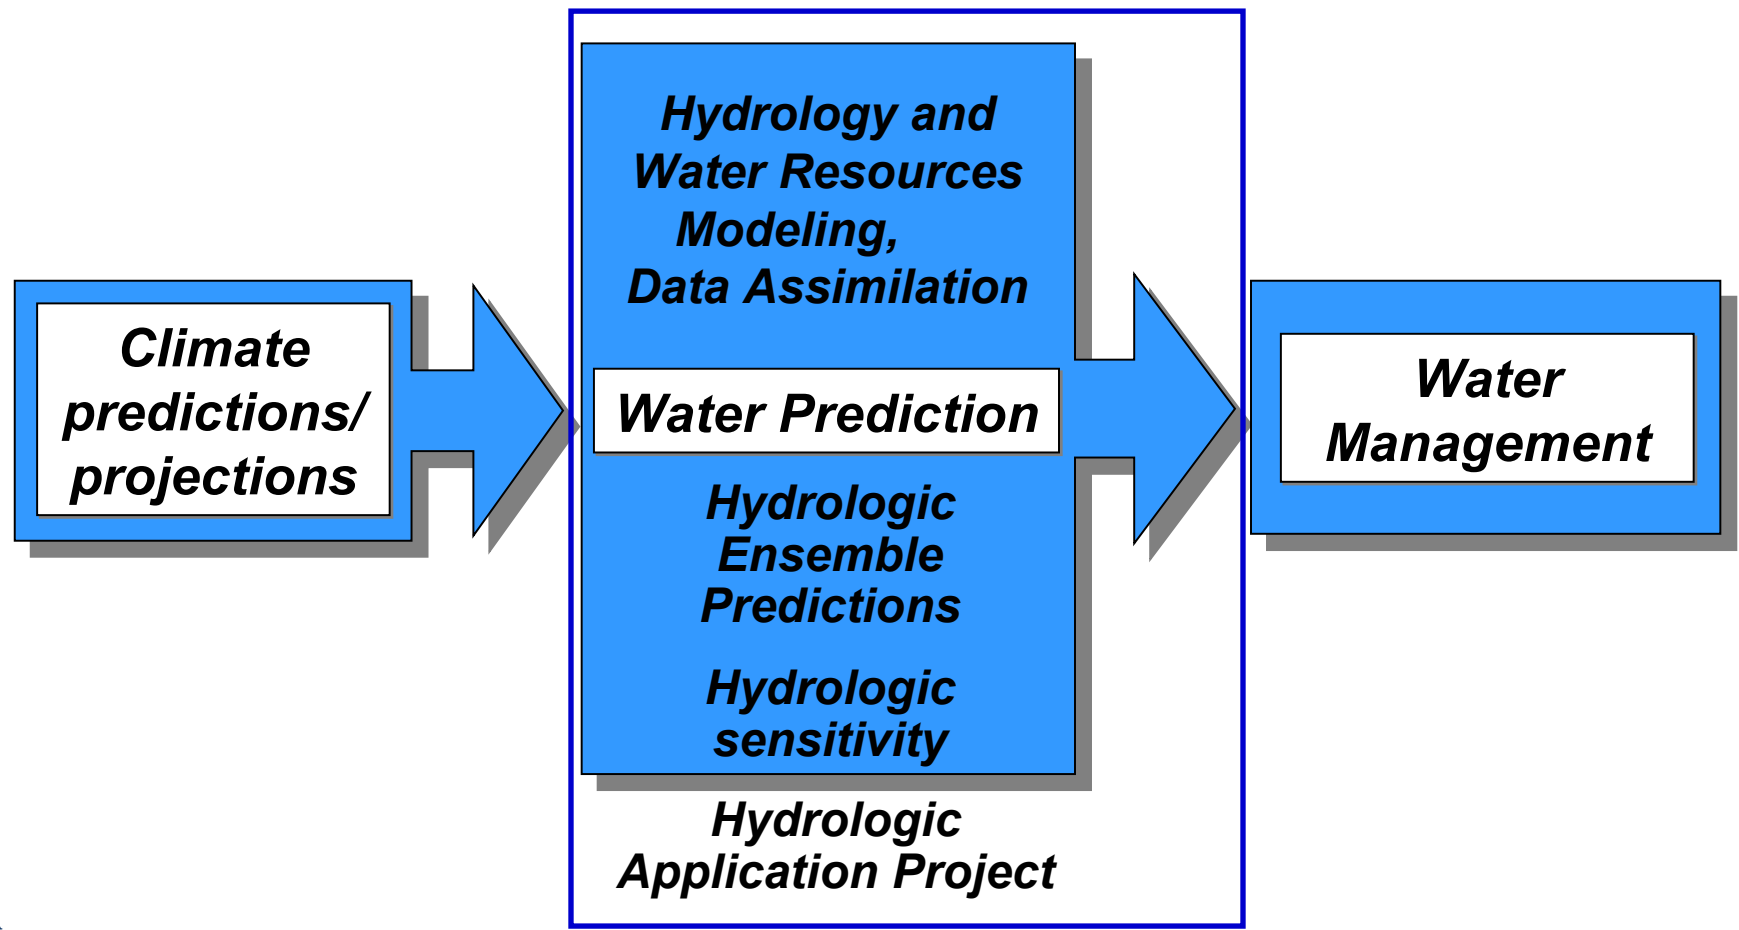 Climate
predictions/
projections
Hydrology and
Water Resources
Modeling,
Data Assimilation
Water Prediction
Hydrologic
Ensemble
Predictions
Hydrologic
sensitivity
Hydrologic
Application Project
Water
Management